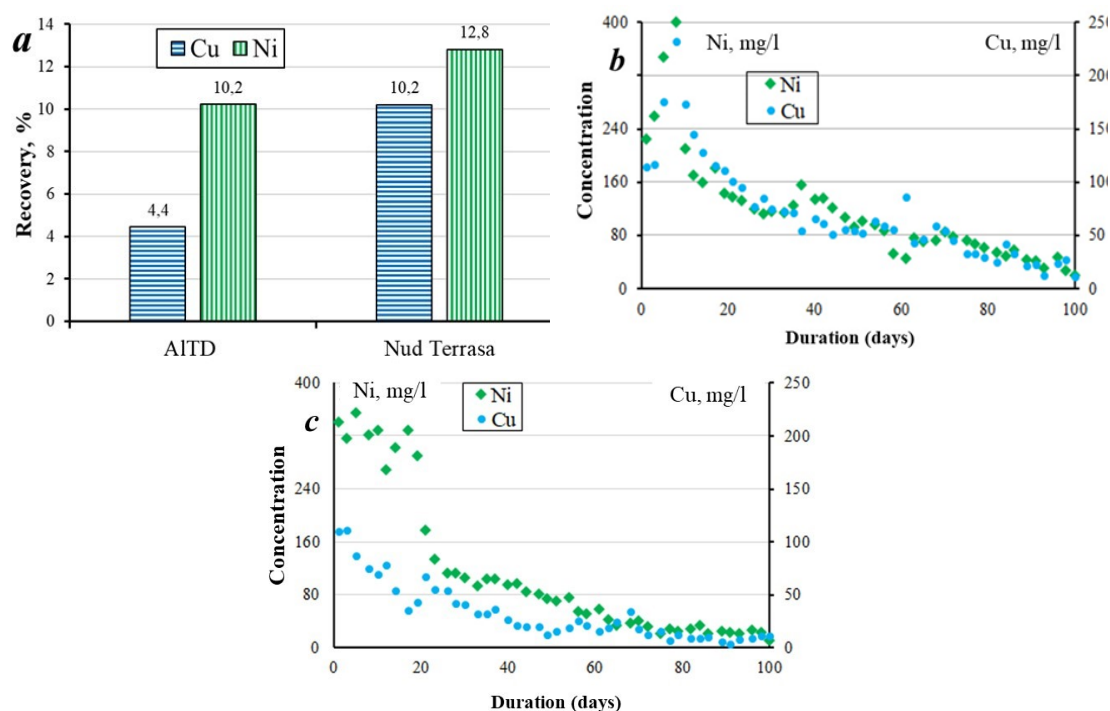 a
Cu
Ni
Recovery, %
14
12
10
8
6
4
2
0
4,4
10,2
10,2
12,8
AlTD
Nud Terrasa
b
Ni, mg/l
Cu, mg/l
Ni
Cu
Concentration
400
240
160
80
0
250
200
150
100
50
0
0
20
40
60
80
100
Duration (days)
c
Ni, mg/l
Cu, mg/l
Ni
Cu
Concentration
400
240
160
80
0
250
200
150
100
50
0
0
20
40
60
80
100
Duration (days)